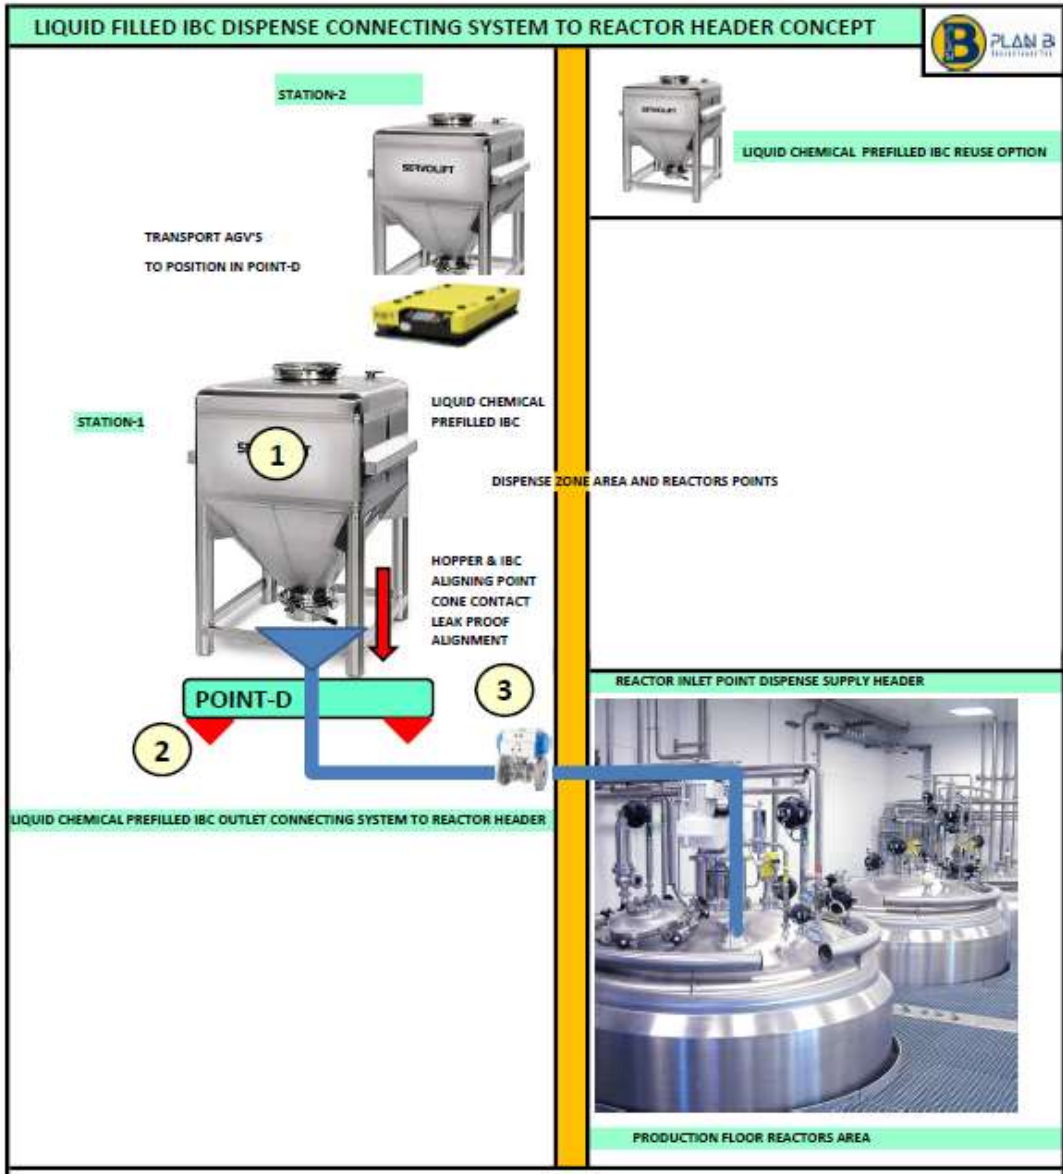 LIQUID FILLED IBC DISPENSE CONNECTING SYSTEM TO REACTOR HEADER CONCEPT
B PLAN B
STATION-2
SERVOLIFT
SERVOLIFT
LIQUID CHEMICAL PREFILLED IBC REUSE OPTION
TRANSPORT AGV'S
TO POSITION IN POINT-D
STATION-1
LIQUID CHEMICAL
PREFILLED IBC
1
DISPENSE ZONE AREA AND REACTORS POINTS
HOPPER & IBC
ALIGNING POINT
CONE CONTACT
LEAK PROOF
ALIGNMENT
POINT-D
2
3
REACTOR INLET POINT DISPENSE SUPPLY HEADER
LIQUID CHEMICAL PREFILLED IBC OUTLET CONNECTING SYSTEM TO REACTOR HEADER
PRODUCTION FLOOR REACTORS AREA